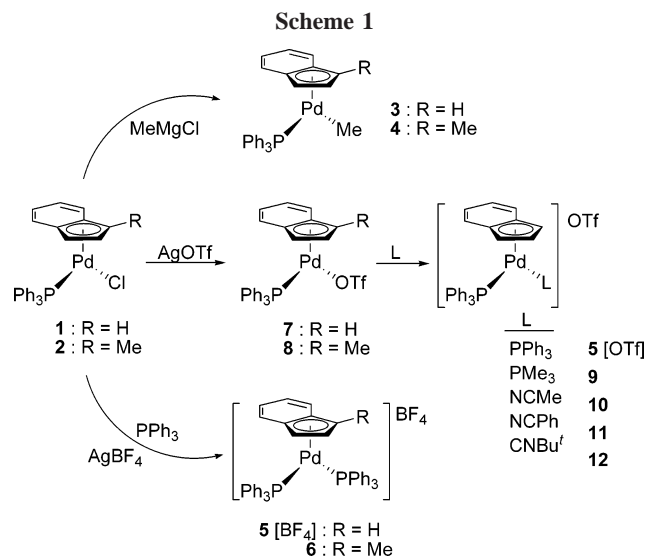 Scheme 1
R
Pd
Ph₃P
Me
3 : R = H
4 : R = Me
MeMgCl
R
Pd
Ph₃P
Cl
1 : R = H
2 : R = Me
AgOTf
R
Pd
Ph₃P
OTf
7 : R = H
8 : R = Me
L
OTf
Pd
Ph₃P
L
L
PPh₃ 5 [OTf]
PMe₃ 9
NCMe 10
NCPh 11
CNBuᵗ 12
PPh₃
AgBF₄
R
BF₄
Pd
Ph₃P
PPh₃
5 [BF₄] : R = H
6 : R = Me